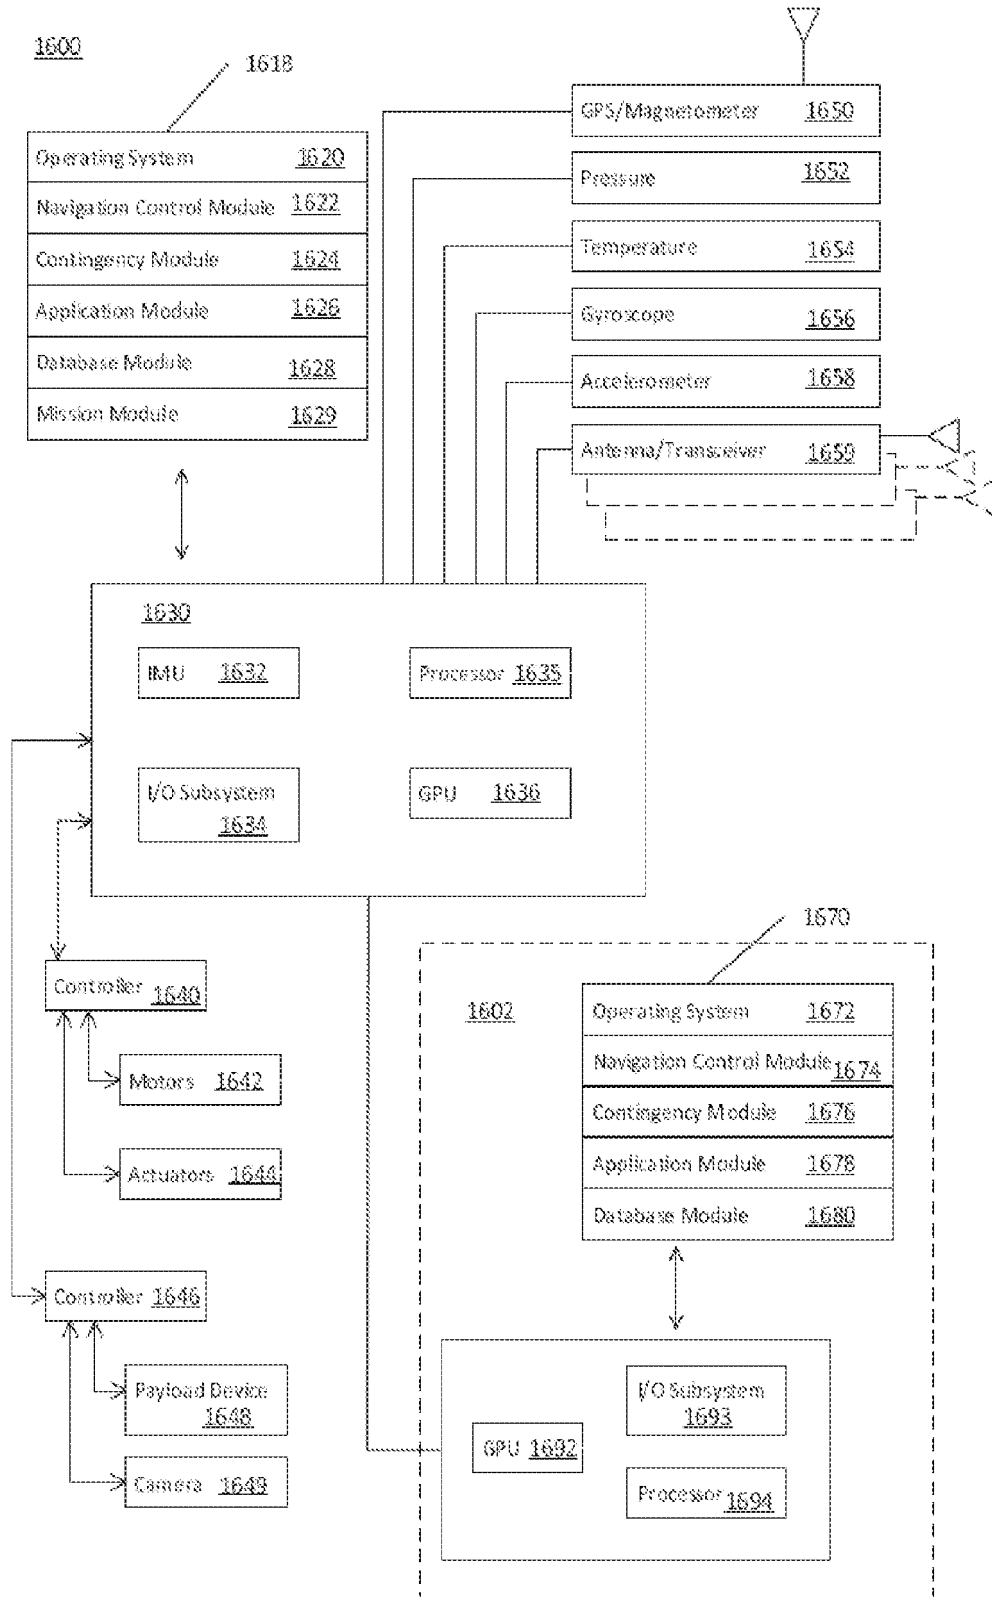 1600
1618
Operating System 1620
Navigation Control Module 1622
Contingency Module 1624
Application Module 1626
Database Module 1628
Mission Module 1629
GPS/Magnetometer 1650
Pressure 1652
Temperature 1654
Gyroscope 1656
Accelerometer 1658
Antenna/Transceiver 1659
1630
IMU 1632
Processor 1635
I/O Subsystem
1634
GPU 1636
Controller 1640
Motors 1642
Actuators 1644
Controller 1646
Payload Device
1648
Camera 1649
1670
1602
Operating System 1672
Navigation Control Module 1674
Contingency Module 1676
Application Module 1678
Database Module 1680
I/O Subsystem
1693
GPU 1692
Processor 1694